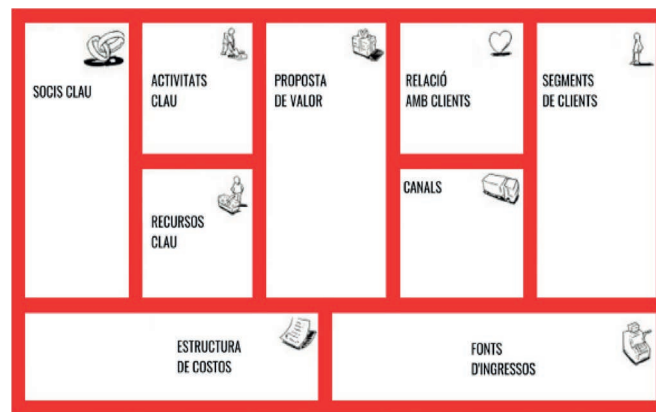 SOCIS CLAU
ACTIVITATS
CLAU
RECURSOS
CLAU
PROPOSTA
DE VALOR
RELACIÓ
AMB CLIENTS
CANALS
SEGMENTS
DE CLIENTS
ESTRUCTURA
DE COSTOS
FONTS
D'INGRESSOS